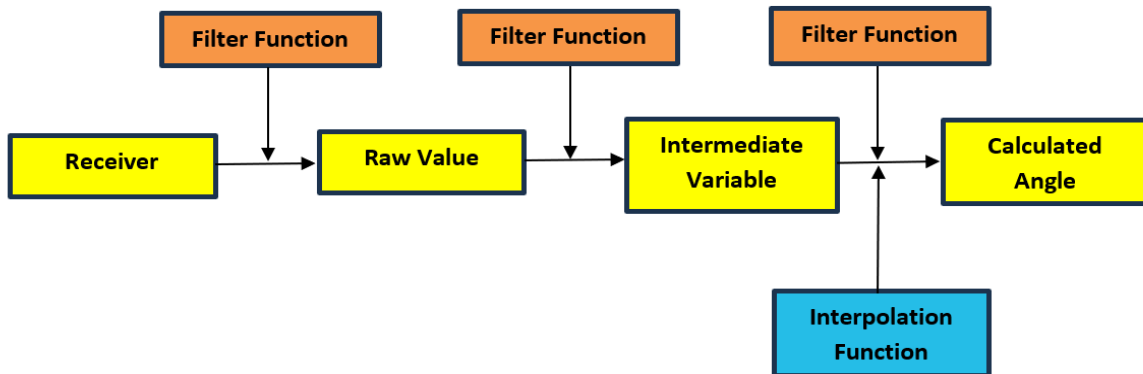 Filter Function
Filter Function
Filter Function
Receiver
Raw Value
Intermediate
Variable
Calculated
Angle
Interpolation
Function